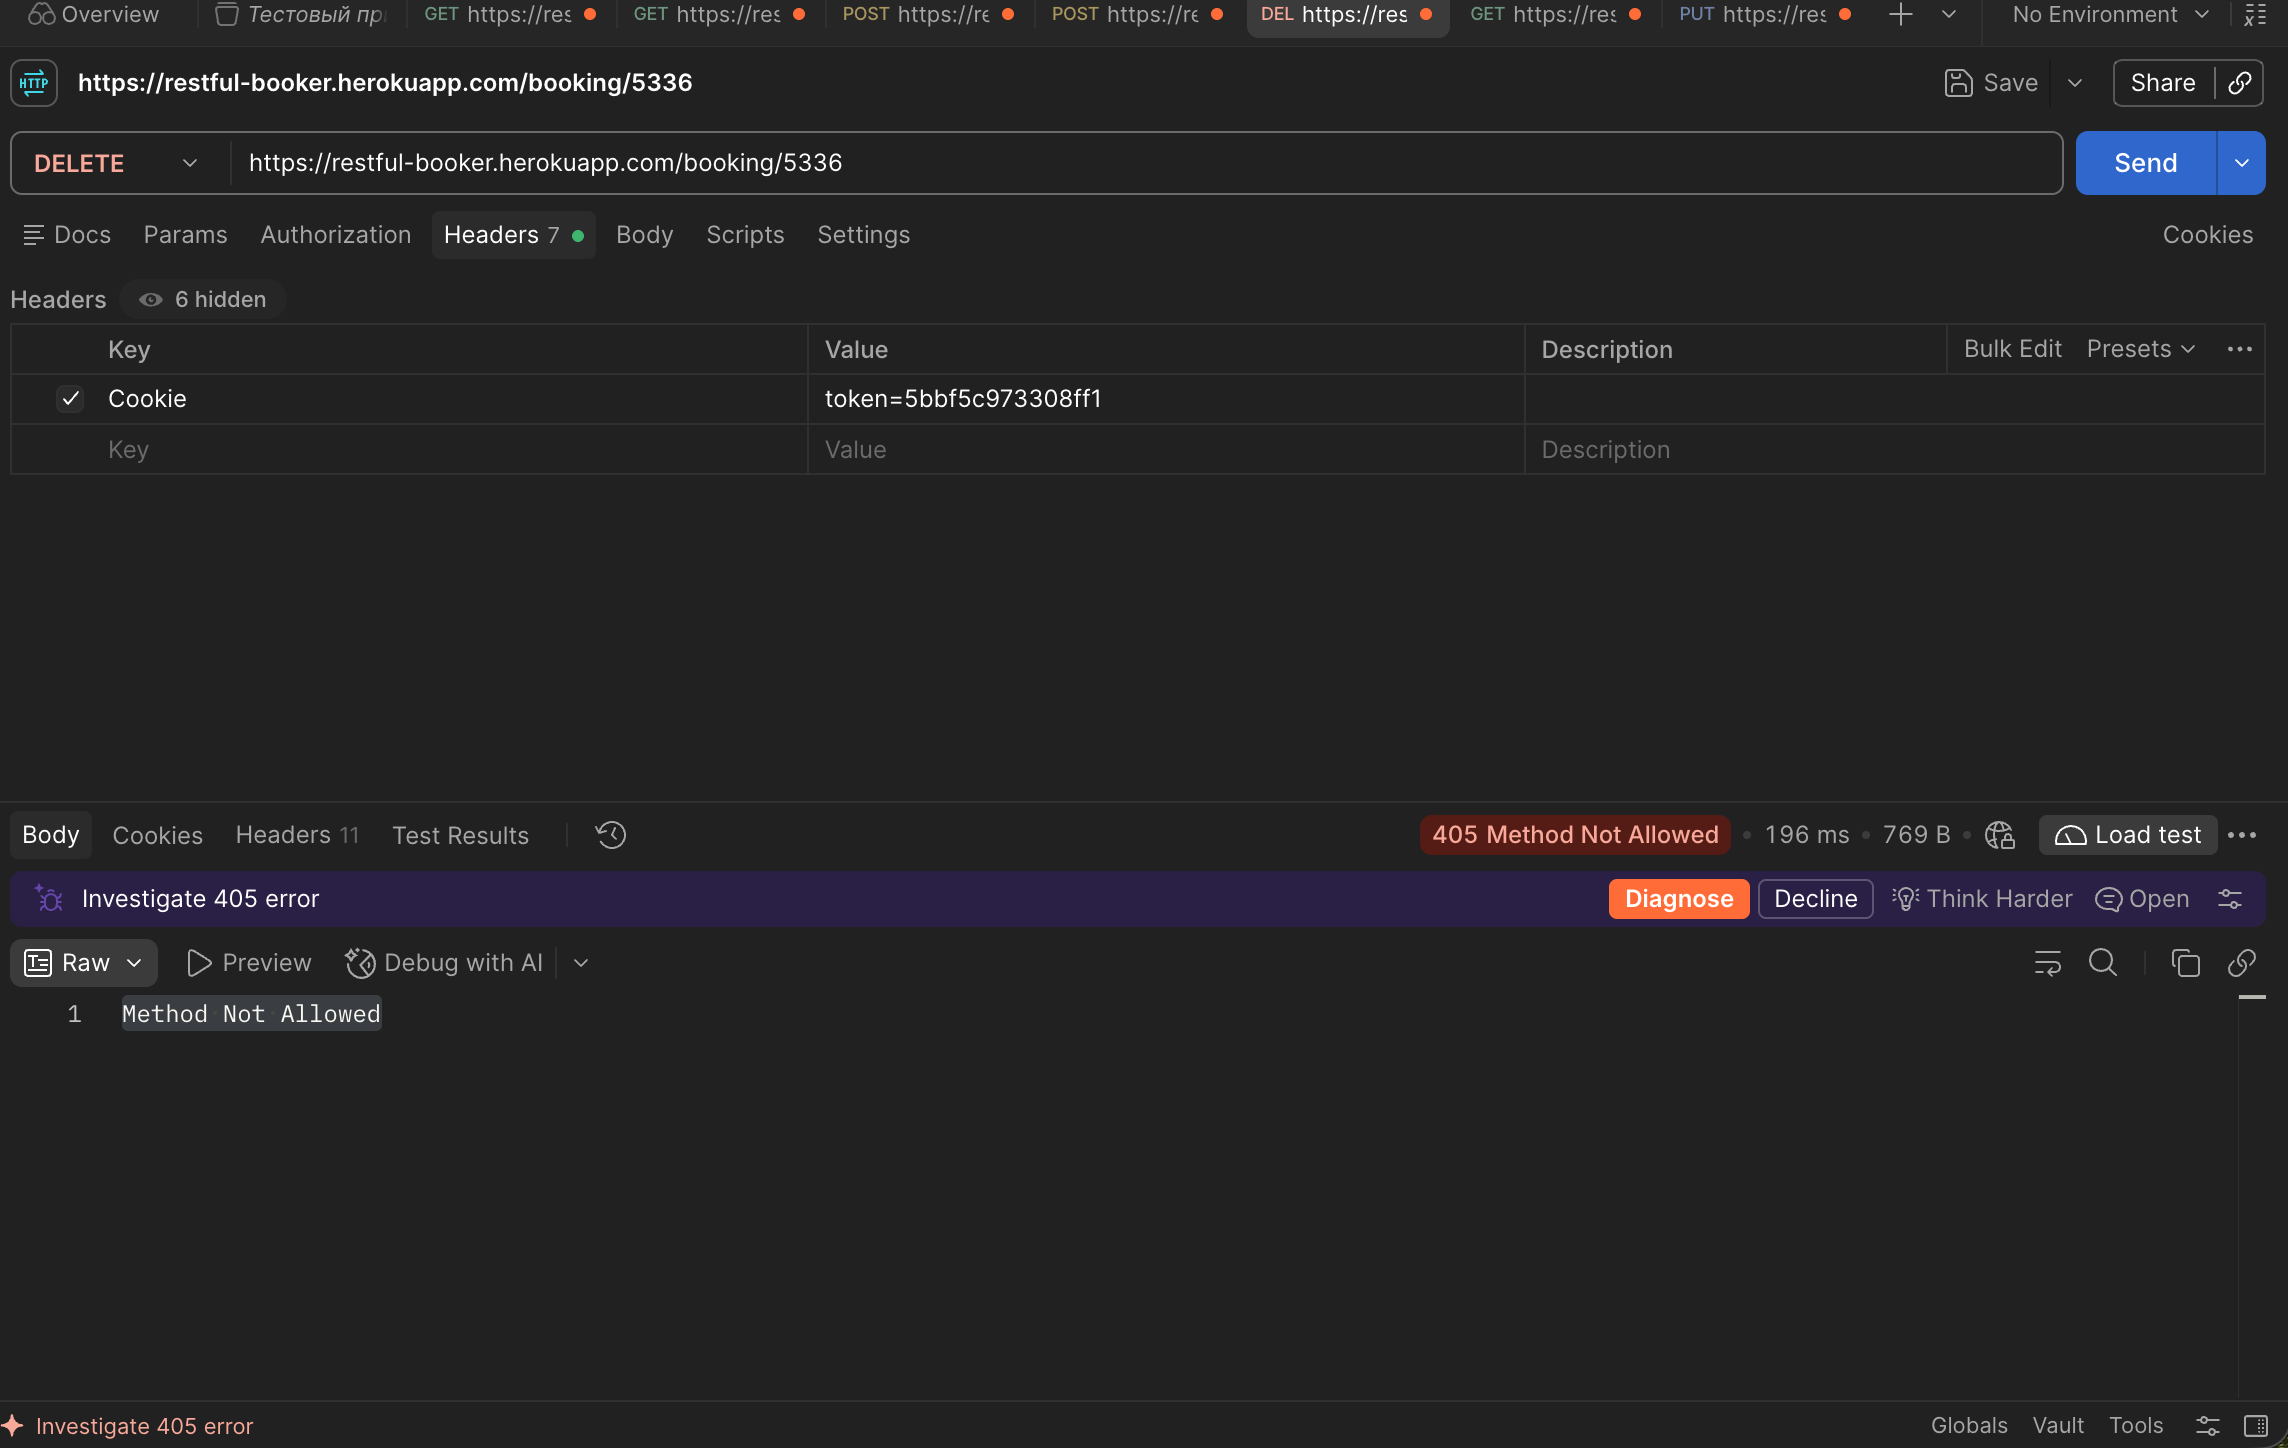 Overview Тестовый пр GET https://res GET https://res POST https://re POST https://re DEL https://res GET https://res PUT https://res No Environment
HTTP https://restful-booker.herokuapp.com/booking/5336 Save Share
DELETE https://restful-booker.herokuapp.com/booking/5336 Send
Docs Params Authorization Headers 7 Body Scripts Settings Cookies
Headers 6 hidden
Key Value Description Bulk Edit Presets
Cookie token=5bbf5c973308ff1
Key Value Description
Body Cookies Headers 11 Test Results 405 Method Not Allowed • 196 ms • 769 B • Load test
Investigate 405 error Diagnose Decline Think Harder Open
Raw Preview Debug with AI
1 Method Not Allowed
Investigate 405 error Globals Vault Tools